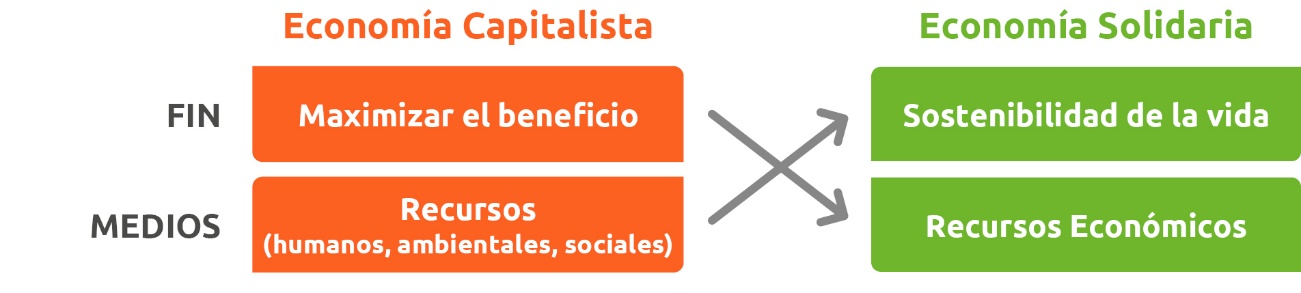 Economía Capitalista
Economía Solidaria
FIN
Maximizar el beneficio
Sostenibilidad de la vida
MEDIOS
Recursos
(humanos, ambientales, sociales)
Recursos Económicos